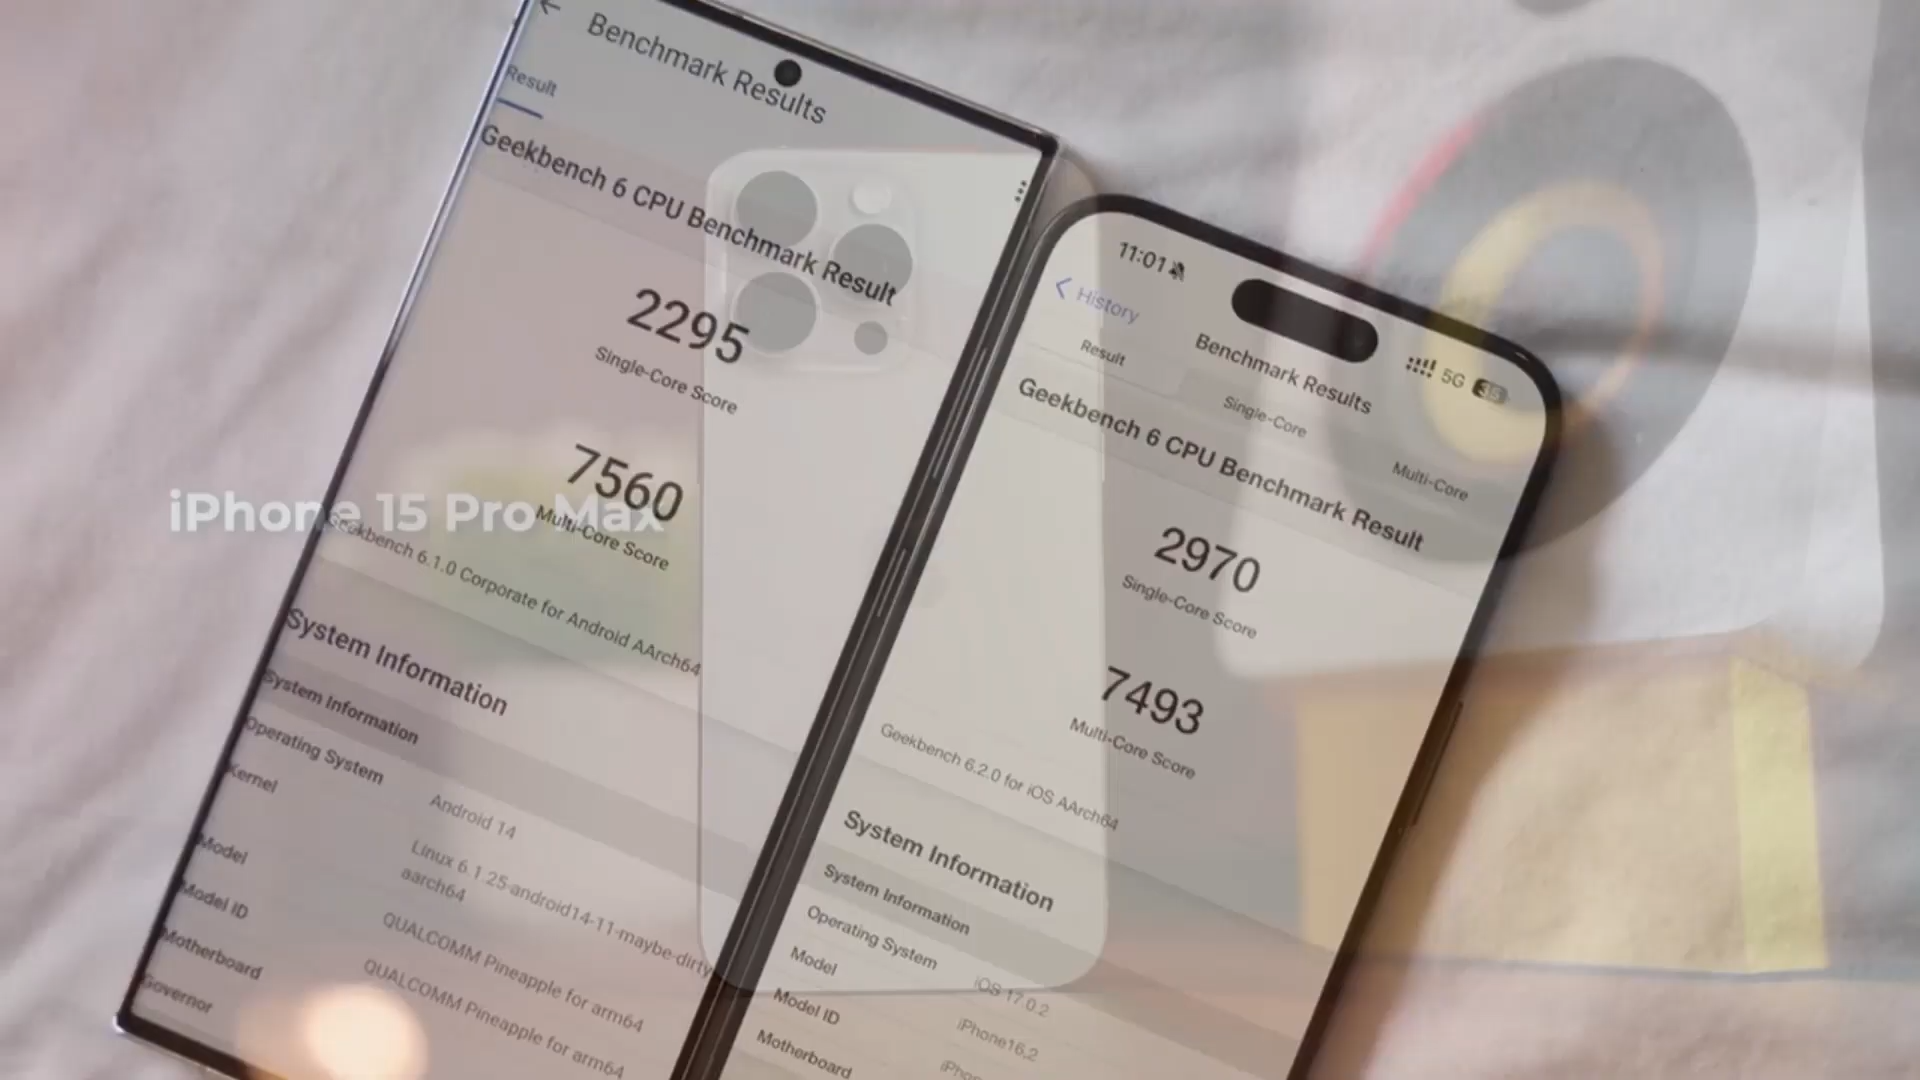 Benchmark Results
Result
Geekbench 6 CPU Benchmark Result
2295
Single-Core Score
7560
Multi-Core Score
Geekbench 6.1.0 Corporate for Android AArch64
System Information
System Information
Operating System
Android 14
Kernel
Linux 6.1.25-android14-11-maybe-dirty
aarch64
Model
QUALCOMM Pineapple for arm64
Model ID
QUALCOMM Pineapple for arm64
Motherboard
Governor
iPhone 15 Pro Max
11:01
5G
35
History
Benchmark Results
Result
Single-Core
Multi-Core
Geekbench 6 CPU Benchmark Result
2970
Single-Core Score
7493
Multi-Core Score
Geekbench 6.2.0 for iOS AArch64
System Information
System Information
Operating System
iOS 17.0.2
Model
iPhone16,2
Model ID
Motherboard